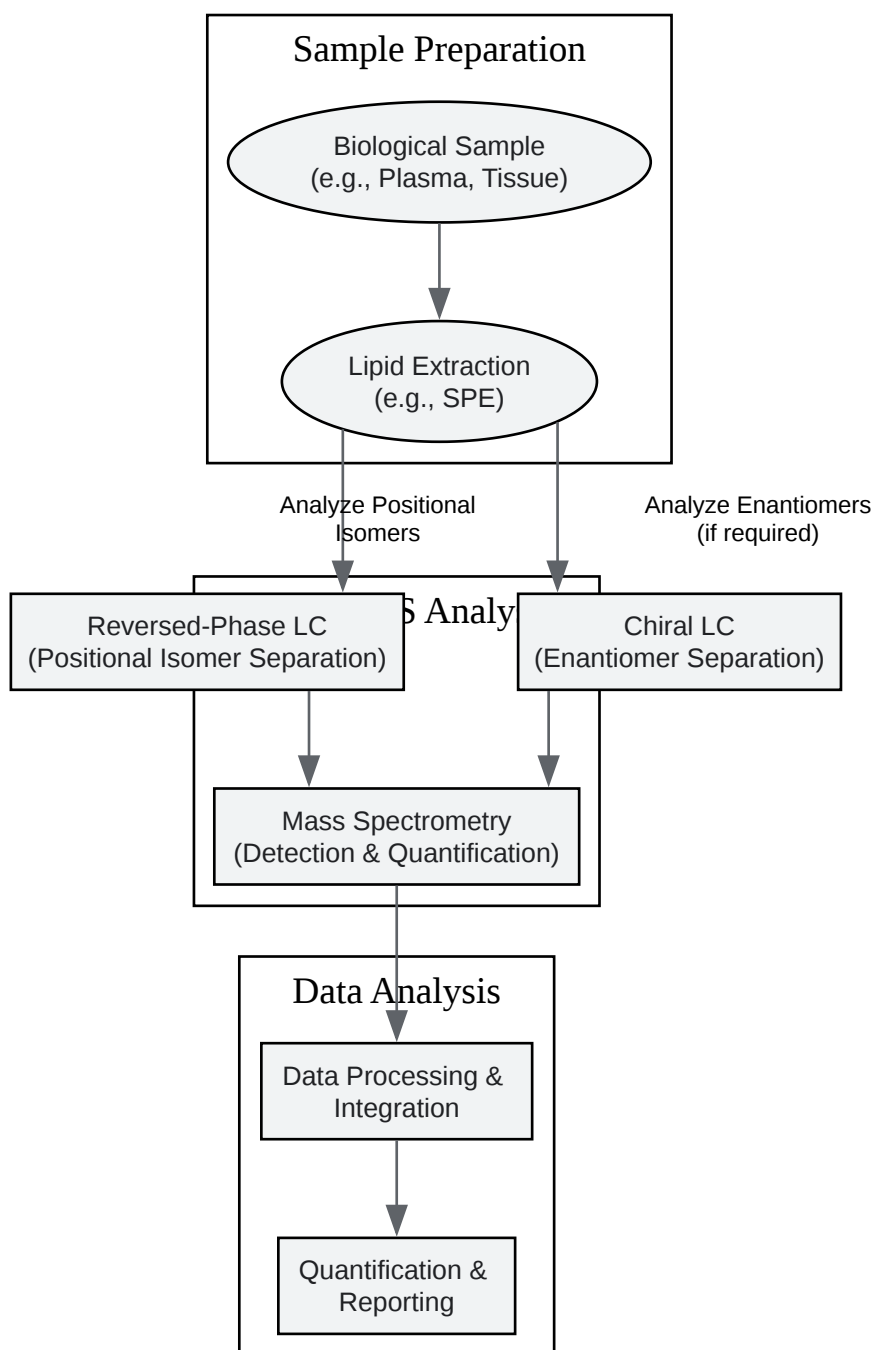 Sample Preparation
Biological Sample
(e.g., Plasma, Tissue)
Lipid Extraction
(e.g., SPE)
Analyze Positional
Isomers
Analyze Enantiomers
(if required)
Reversed-Phase LC
(Positional Isomer Separation)
Chiral LC
(Enantiomer Separation)
Mass Spectrometry
(Detection & Quantification)
Data Analysis
Data Processing &
Integration
Quantification &
Reporting